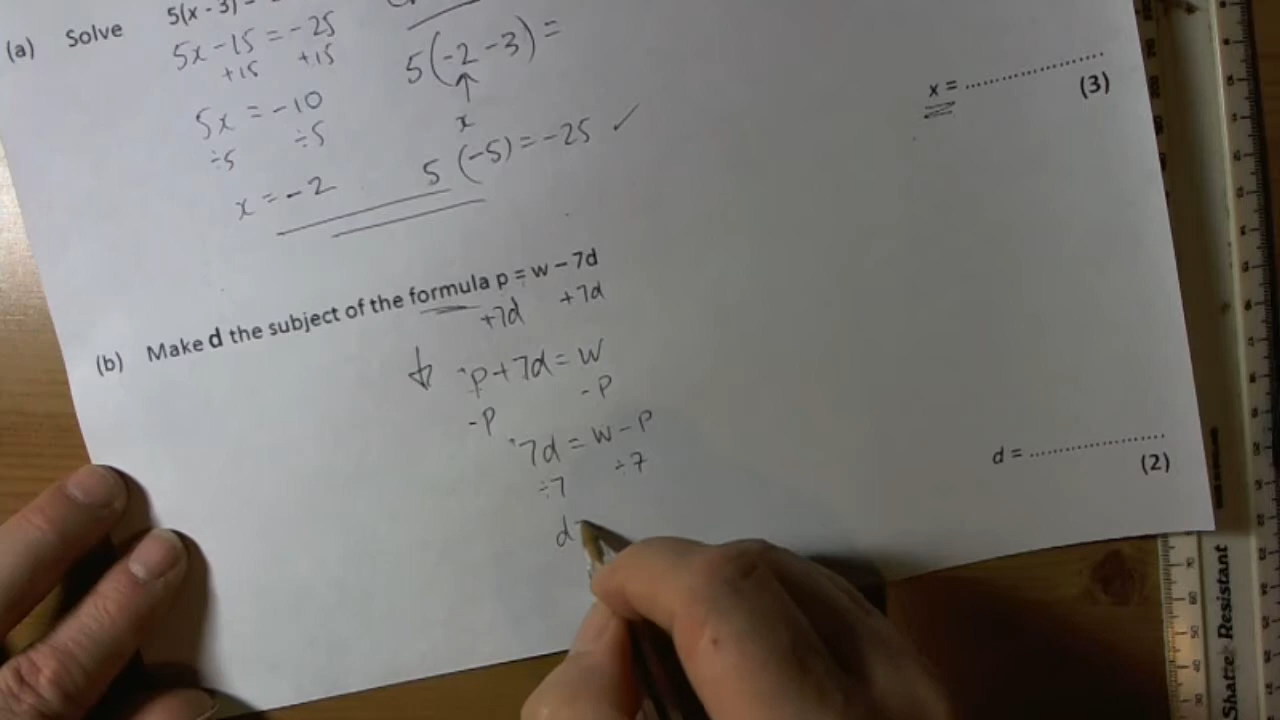 (a) Solve 5(x - 3) =
5x - 15 = -25
+15 +15
5x = -10
÷5 ÷5
x = -2
5(-2 - 3) =
↑
x
5 (-5) = -25 ✓
x = ..............................
(3)
(b) Make d the subject of the formula p = w - 7d
+7d +7d
p + 7d = w
-p -p
7d = w - p
÷7 ÷7
d
d = ..............................
(2)
Shatter Resistant